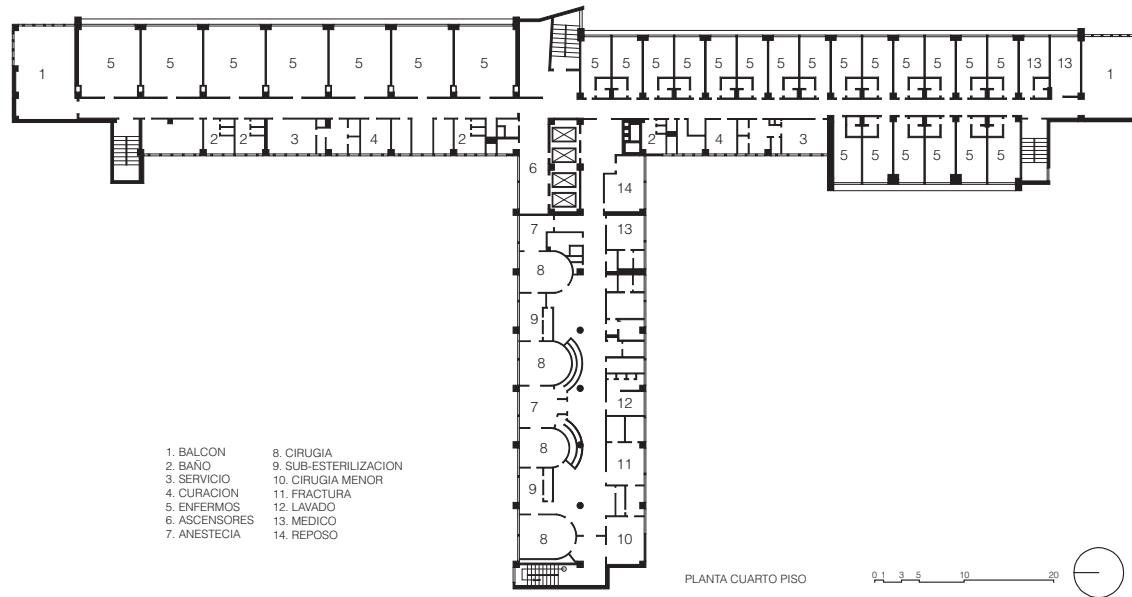 1 5 5 5 5 5 5 5 5 5 5 5 5 5 5 5 5 5 5 5 5 13 13 1
2 2 3 4 2 2 4 3 5 5 5 5 5 5
6
14
7
13
8
9
8
7
12
8
11
9
8
10
1. BALCON
2. BAÑO
3. SERVICIO
4. CURACION
5. ENFERMOS
6. ASCENSORES
7. ANESTECIA
8. CIRUGIA
9. SUB-ESTERILIZACION
10. CIRUGIA MENOR
11. FRACTURA
12. LAVADO
13. MEDICO
14. REPOSO
PLANTA CUARTO PISO
0 1 3 5 10 20